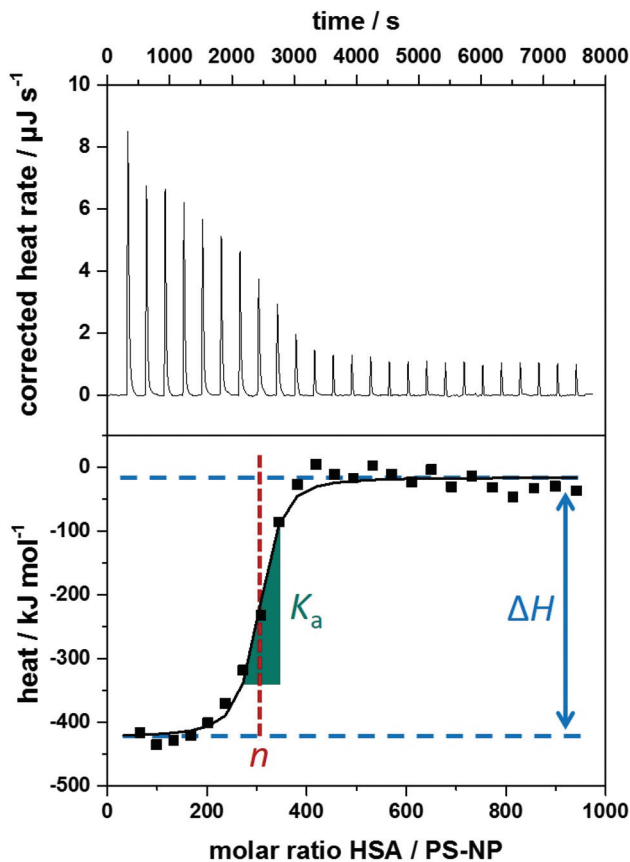 time / s
0 1000 2000 3000 4000 5000 6000 7000 8000
corrected heat rate / µJ s⁻¹
10
8
6
4
2
0
heat / kJ mol⁻¹
0
-100
-200
-300
-400
-500
Kₐ
ΔH
n
0 200 400 600 800 1000
molar ratio HSA / PS-NP